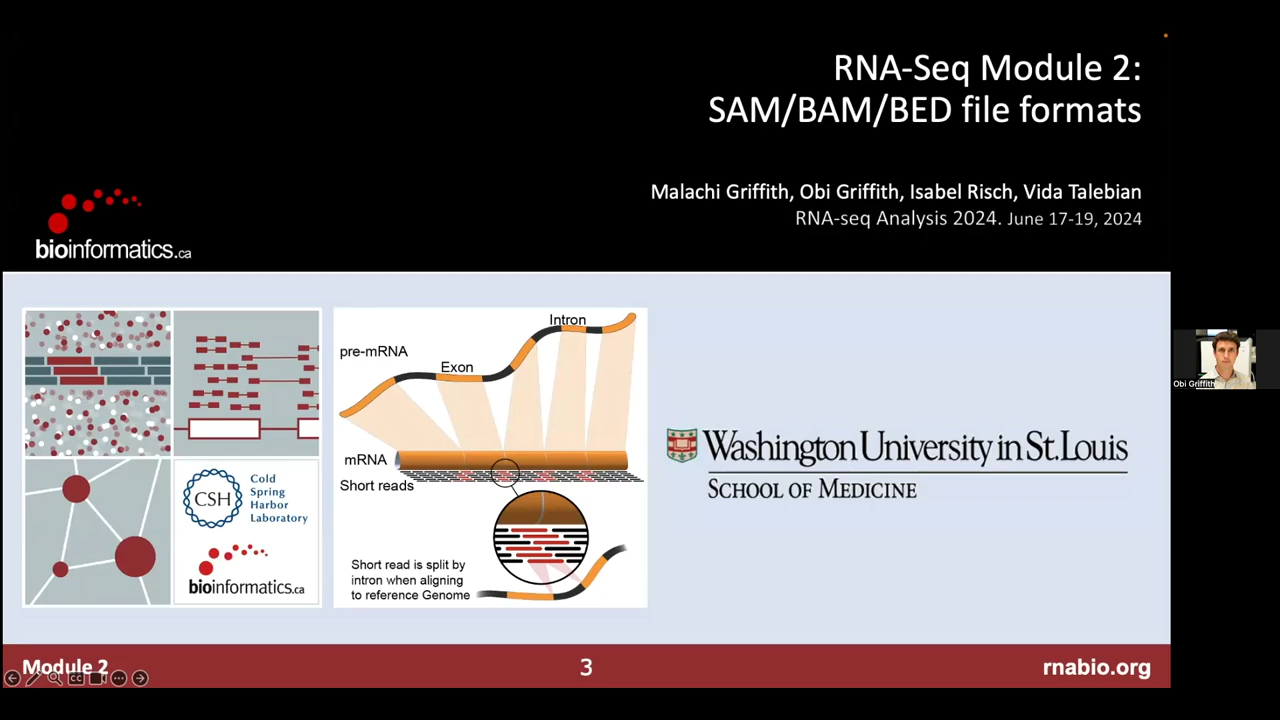 RNA-Seq Module 2:
SAM/BAM/BED file formats
Malachi Griffith, Obi Griffith, Isabel Risch, Vida Talebian
RNA-seq Analysis 2024. June 17-19, 2024
bioinformatics.ca
Intron
pre-mRNA
Exon
mRNA
Short reads
Short read is split by
intron when aligning
to reference Genome
CSH
Cold
Spring
Harbor
Laboratory
bioinformatics.ca
Washington University in St. Louis
SCHOOL OF MEDICINE
Obi Griffith
Module 2
3
rnabio.org
CC